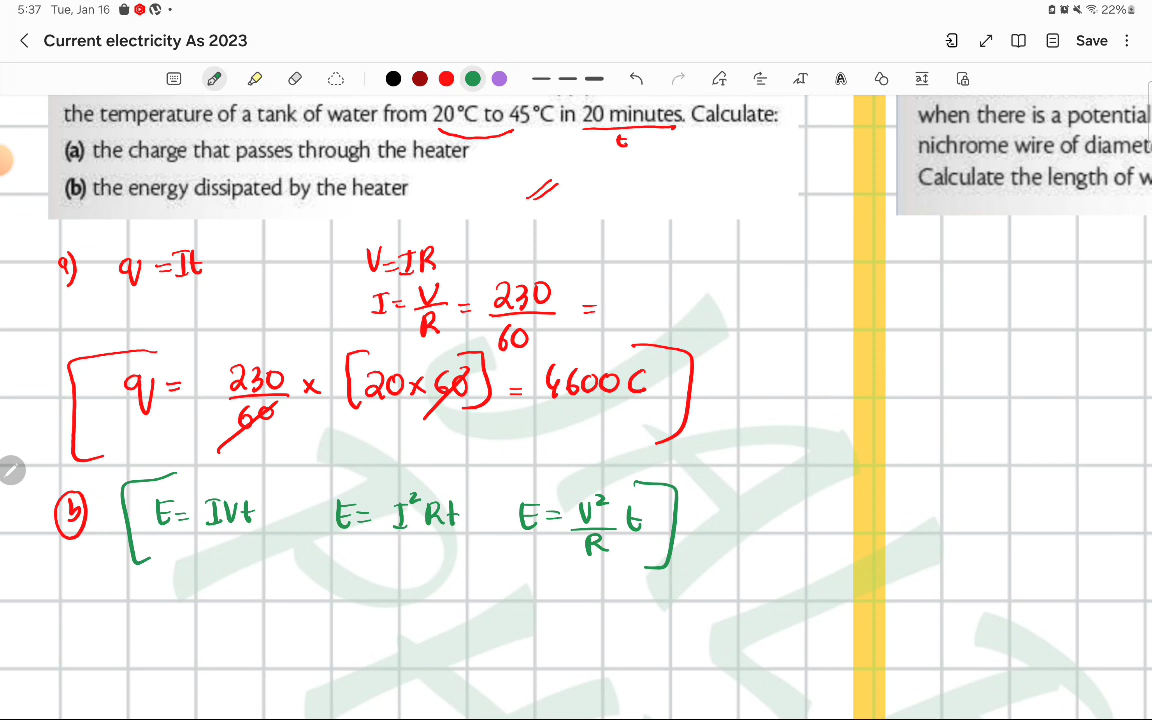 5:37 Tue, Jan 16
22%
Current electricity As 2023
Save
the temperature of a tank of water from 20°C to 45°C in 20 minutes. Calculate:
t
(a) the charge that passes through the heater
(b) the energy dissipated by the heater
when there is a potential
nichrome wire of diamet
Calculate the length of w
a) q = It
V = IR
I = V/R = 230/60 =
q = 230/60 × [20 × 60] = 4600 C
b) E = IVt E = I²Rt E = V²/R t